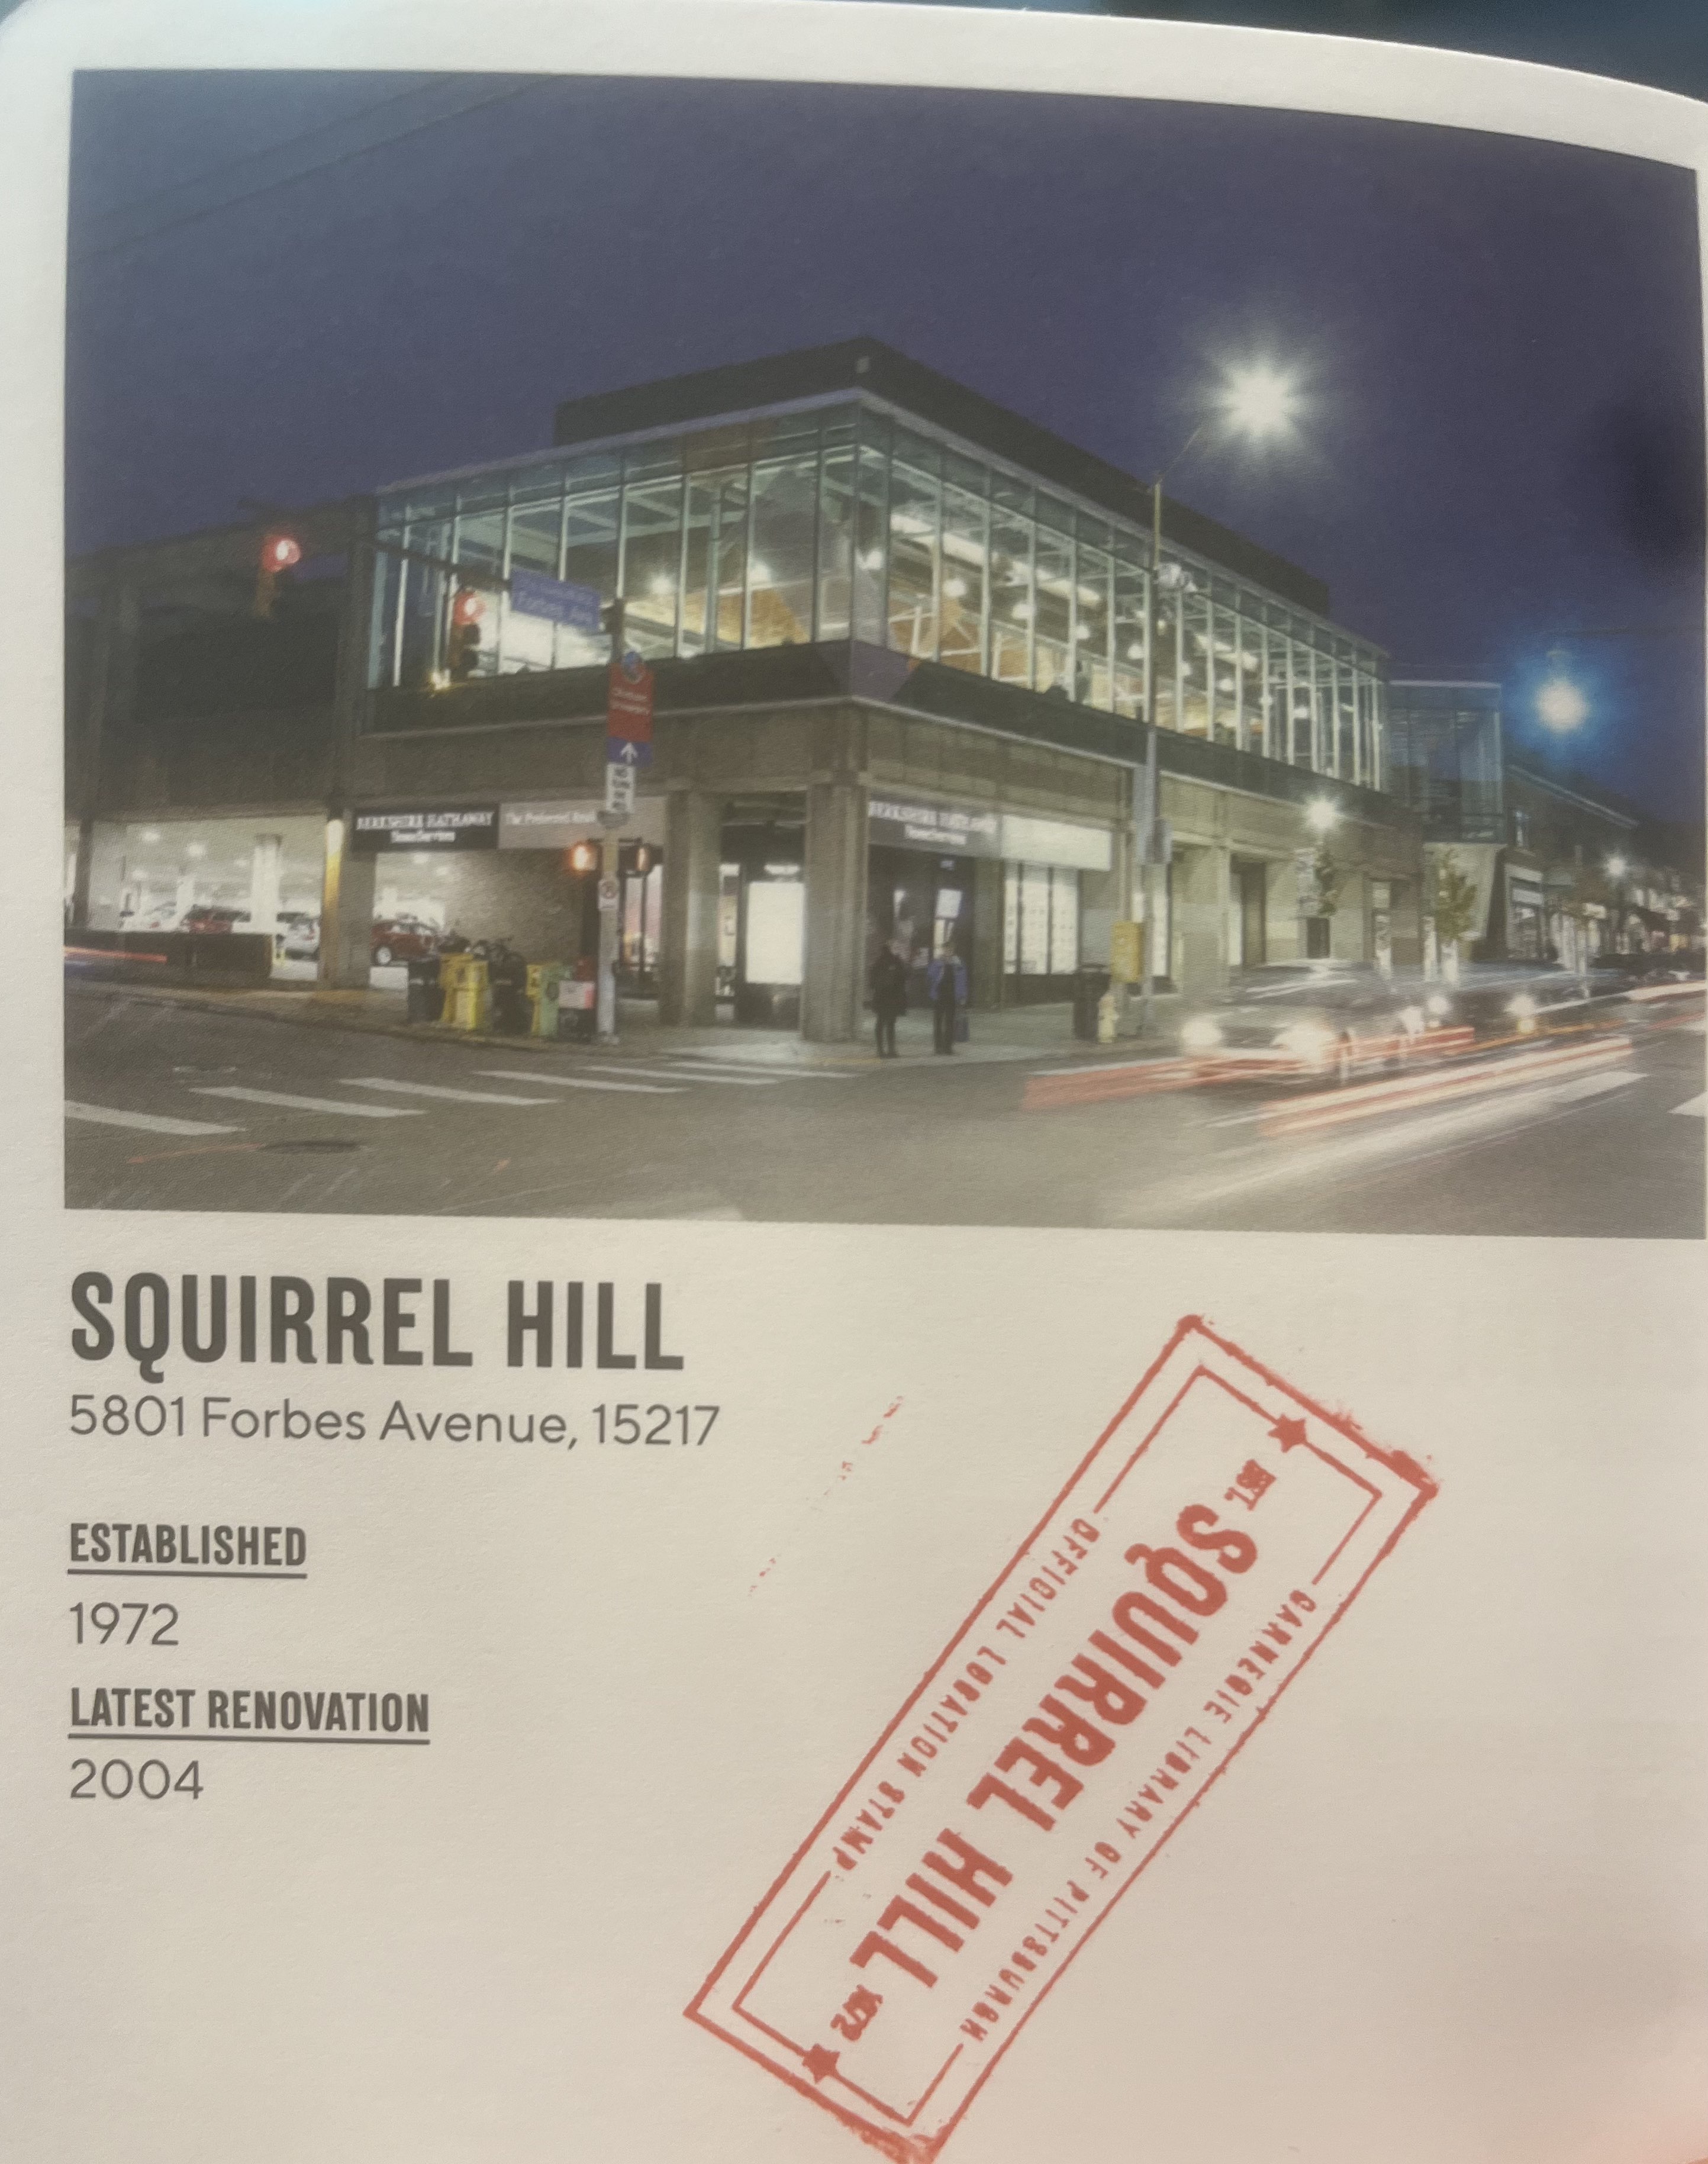 Forbes Ave
BERKSHIRE HATHAWAY
HomeServices
The Preferred Realty
BERKSHIRE HATHAWAY
HomeServices
SQUIRREL HILL
5801 Forbes Avenue, 15217
ESTABLISHED
1972
LATEST RENOVATION
2004
CARNEGIE LIBRARY OF PITTSBURGH
EST. SQUIRREL HILL 1972
OFFICIAL LOCATION STAMP